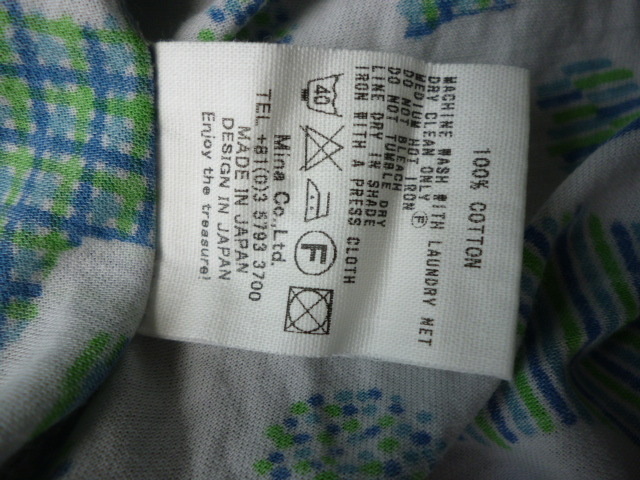 100% COTTON
MACHINE WASH WITH LAUNDRY NET
DRY CLEAN ONLY Ⓕ
MEDIUM HOT IRON
DO NOT BLEACH
DO NOT TUMBLE DRY
LINE DRY IN SHADE
IRON WITH A PRESS CLOTH
40
F
Mina Co.,Ltd.
TEL +81(0)3 5793 3700
MADE IN JAPAN
DESIGN IN JAPAN
Enjoy the treasure!